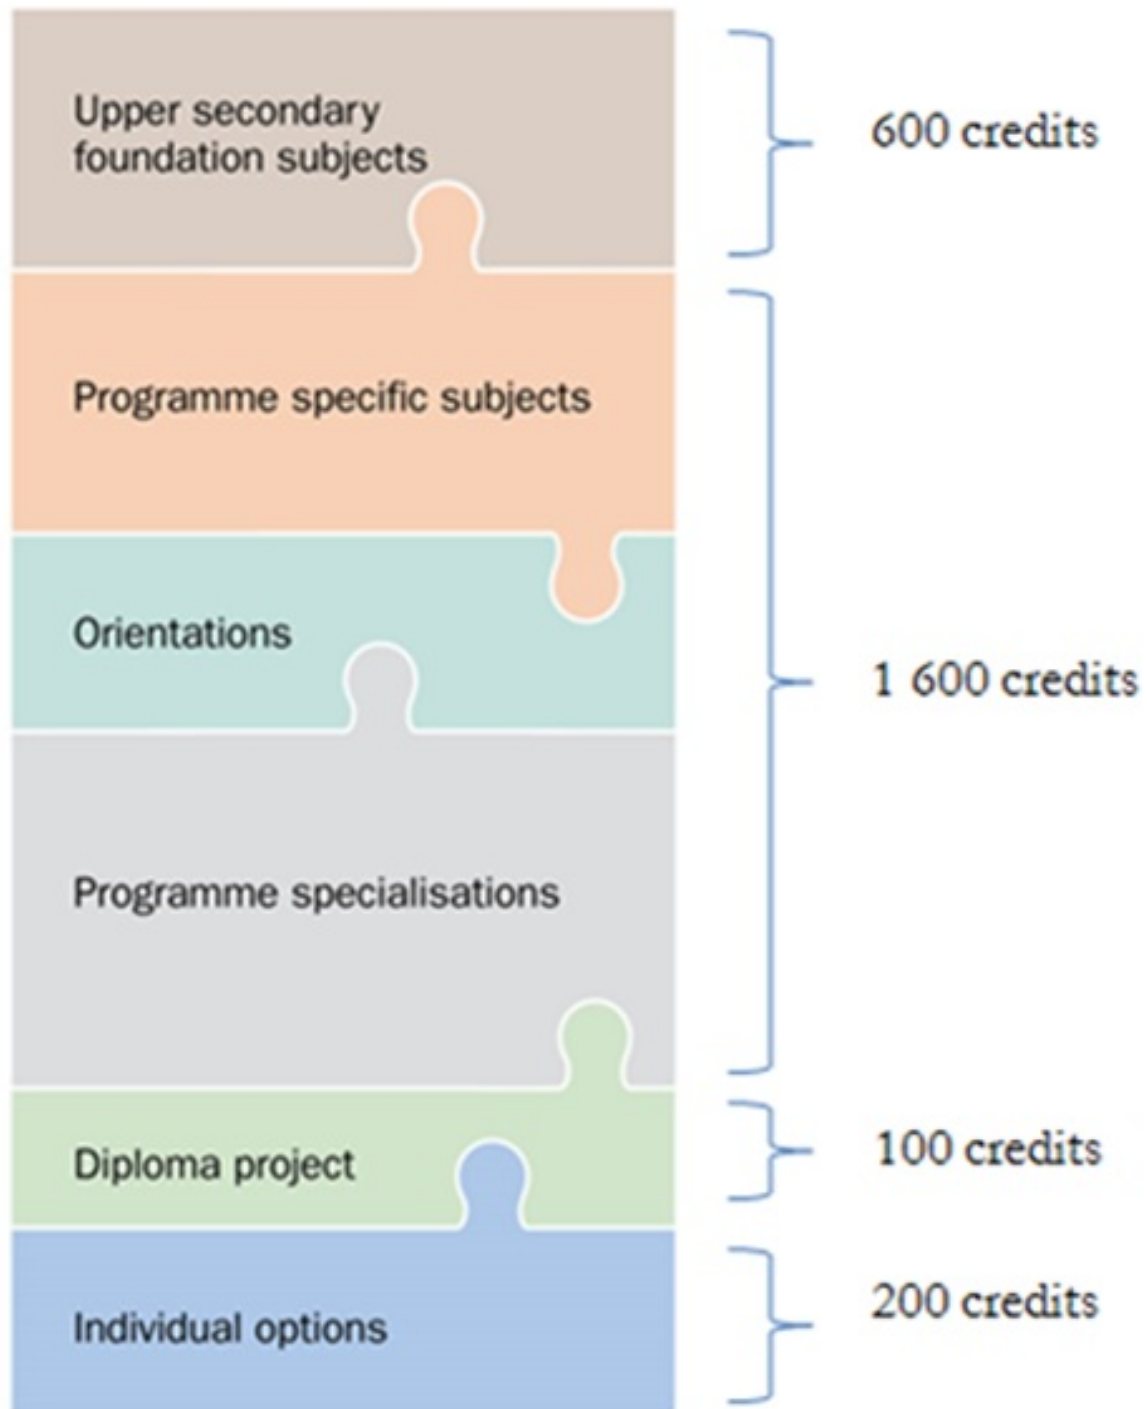 Upper secondary
foundation subjects
600 credits
Programme specific subjects
Orientations
1 600 credits
Programme specialisations
Diploma project
100 credits
Individual options
200 credits